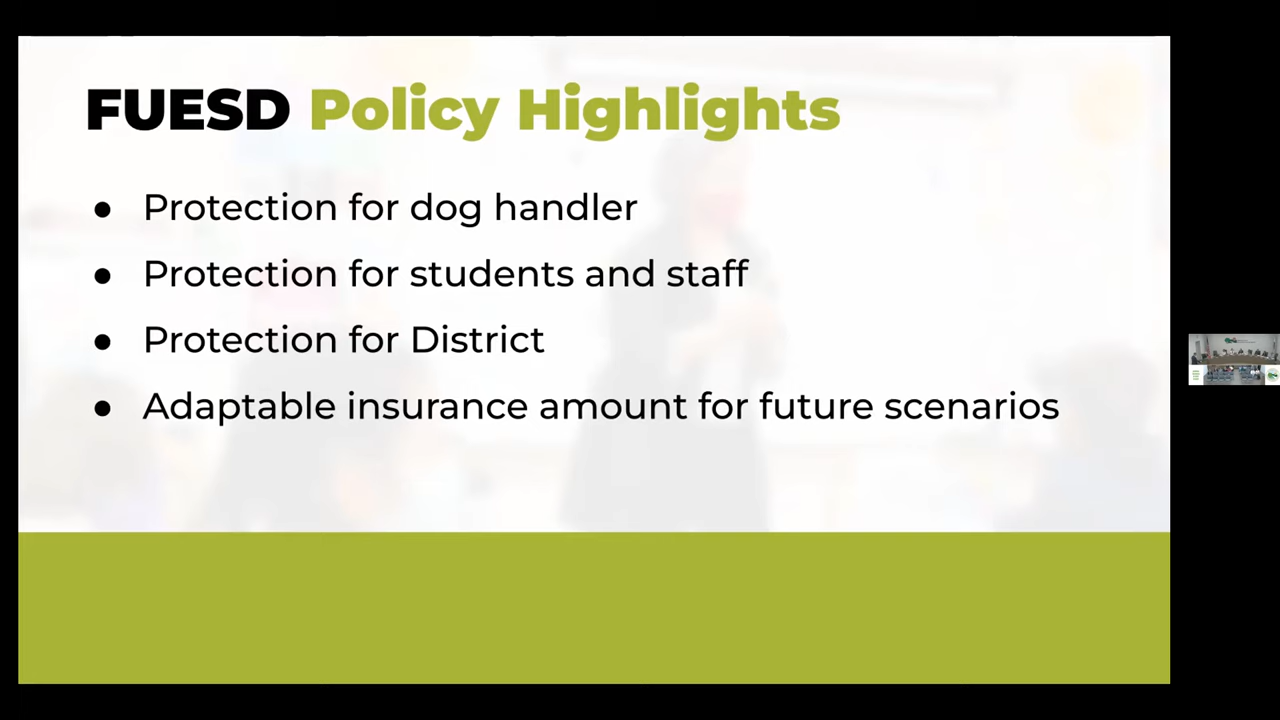 FUESD Policy Highlights
● Protection for dog handler
● Protection for students and staff
● Protection for District
● Adaptable insurance amount for future scenarios